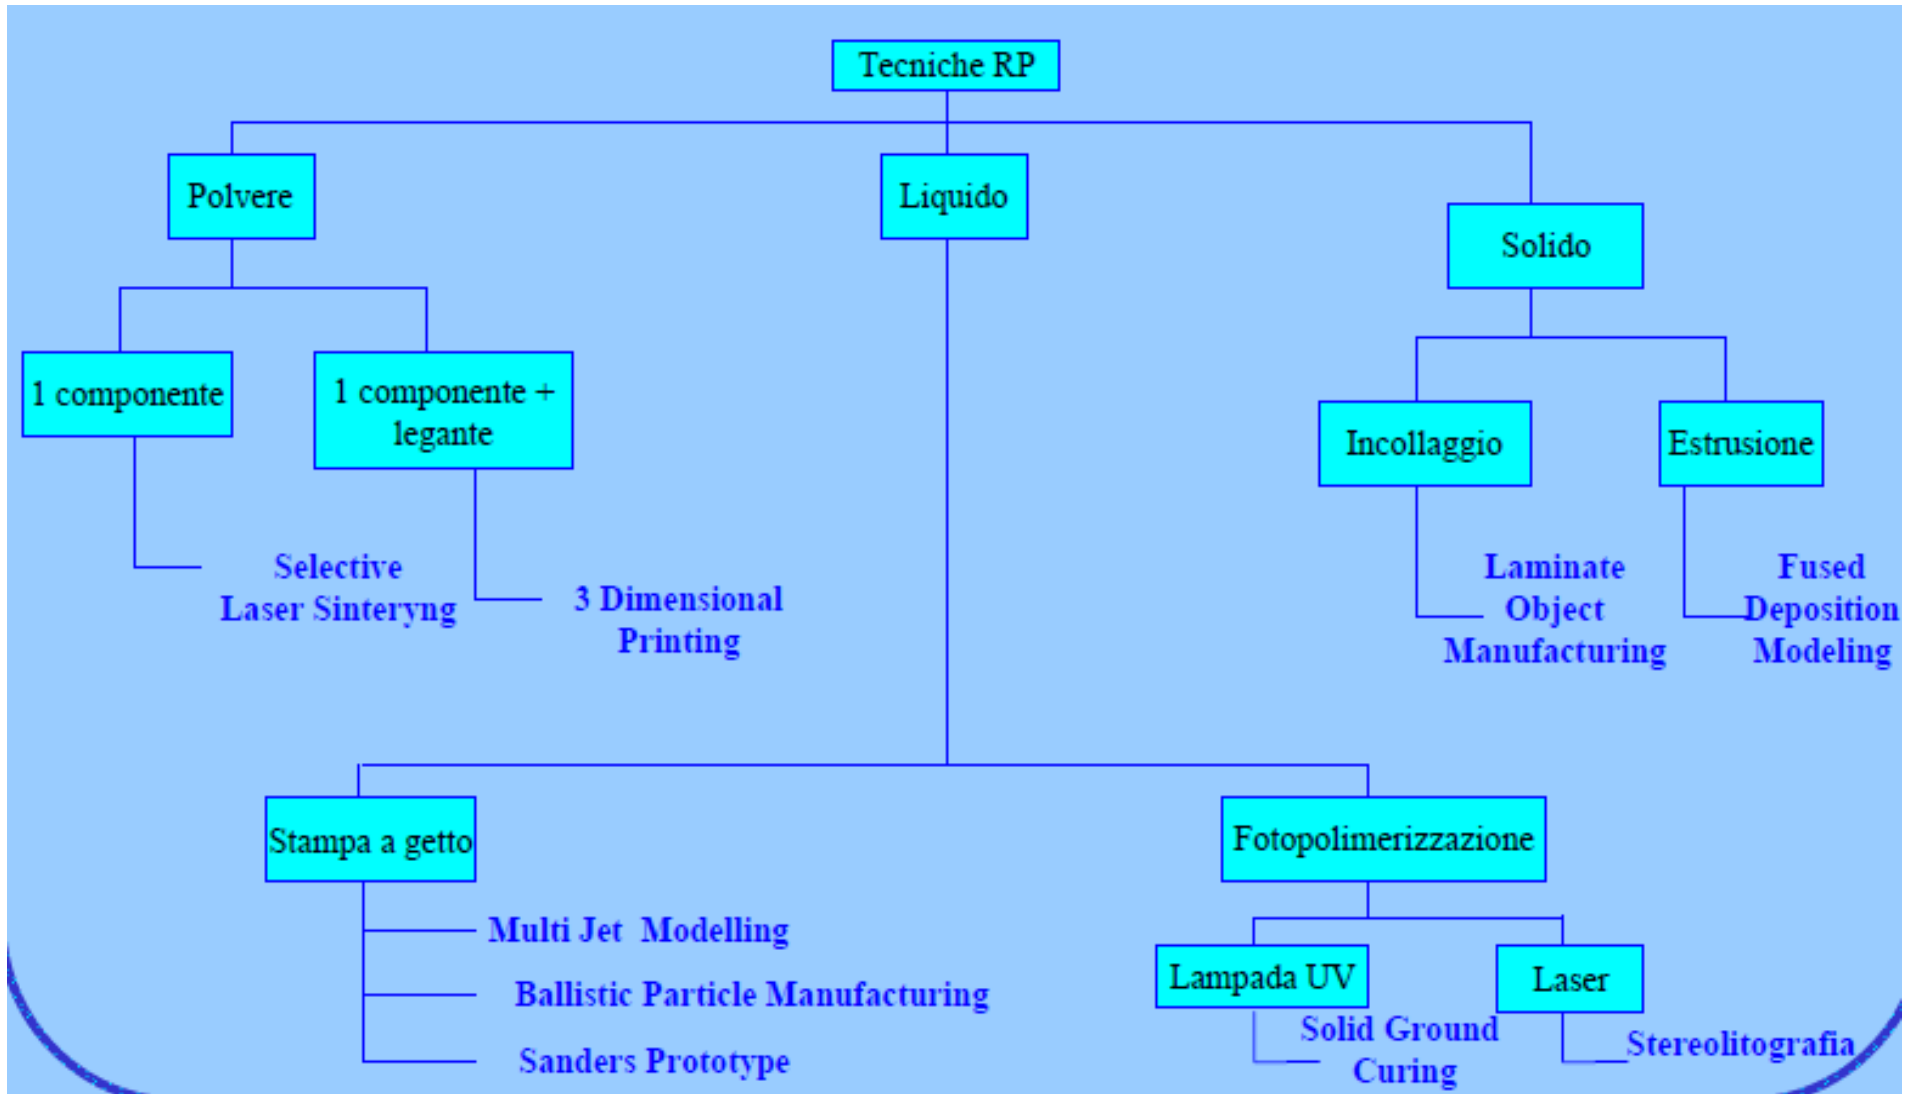 Tecniche RP
Polvere
Liquido
Solido
1 componente
1 componente +
legante
Incollaggio
Estrusione
Selective
Laser Sinteryng
3 Dimensional
Printing
Laminate
Object
Manufacturing
Fused
Deposition
Modeling
Stampa a getto
Fotopolimerizzazione
Multi Jet Modelling
Ballistic Particle Manufacturing
Sanders Prototype
Lampada UV
Laser
Solid Ground
Curing
Stereolitografia